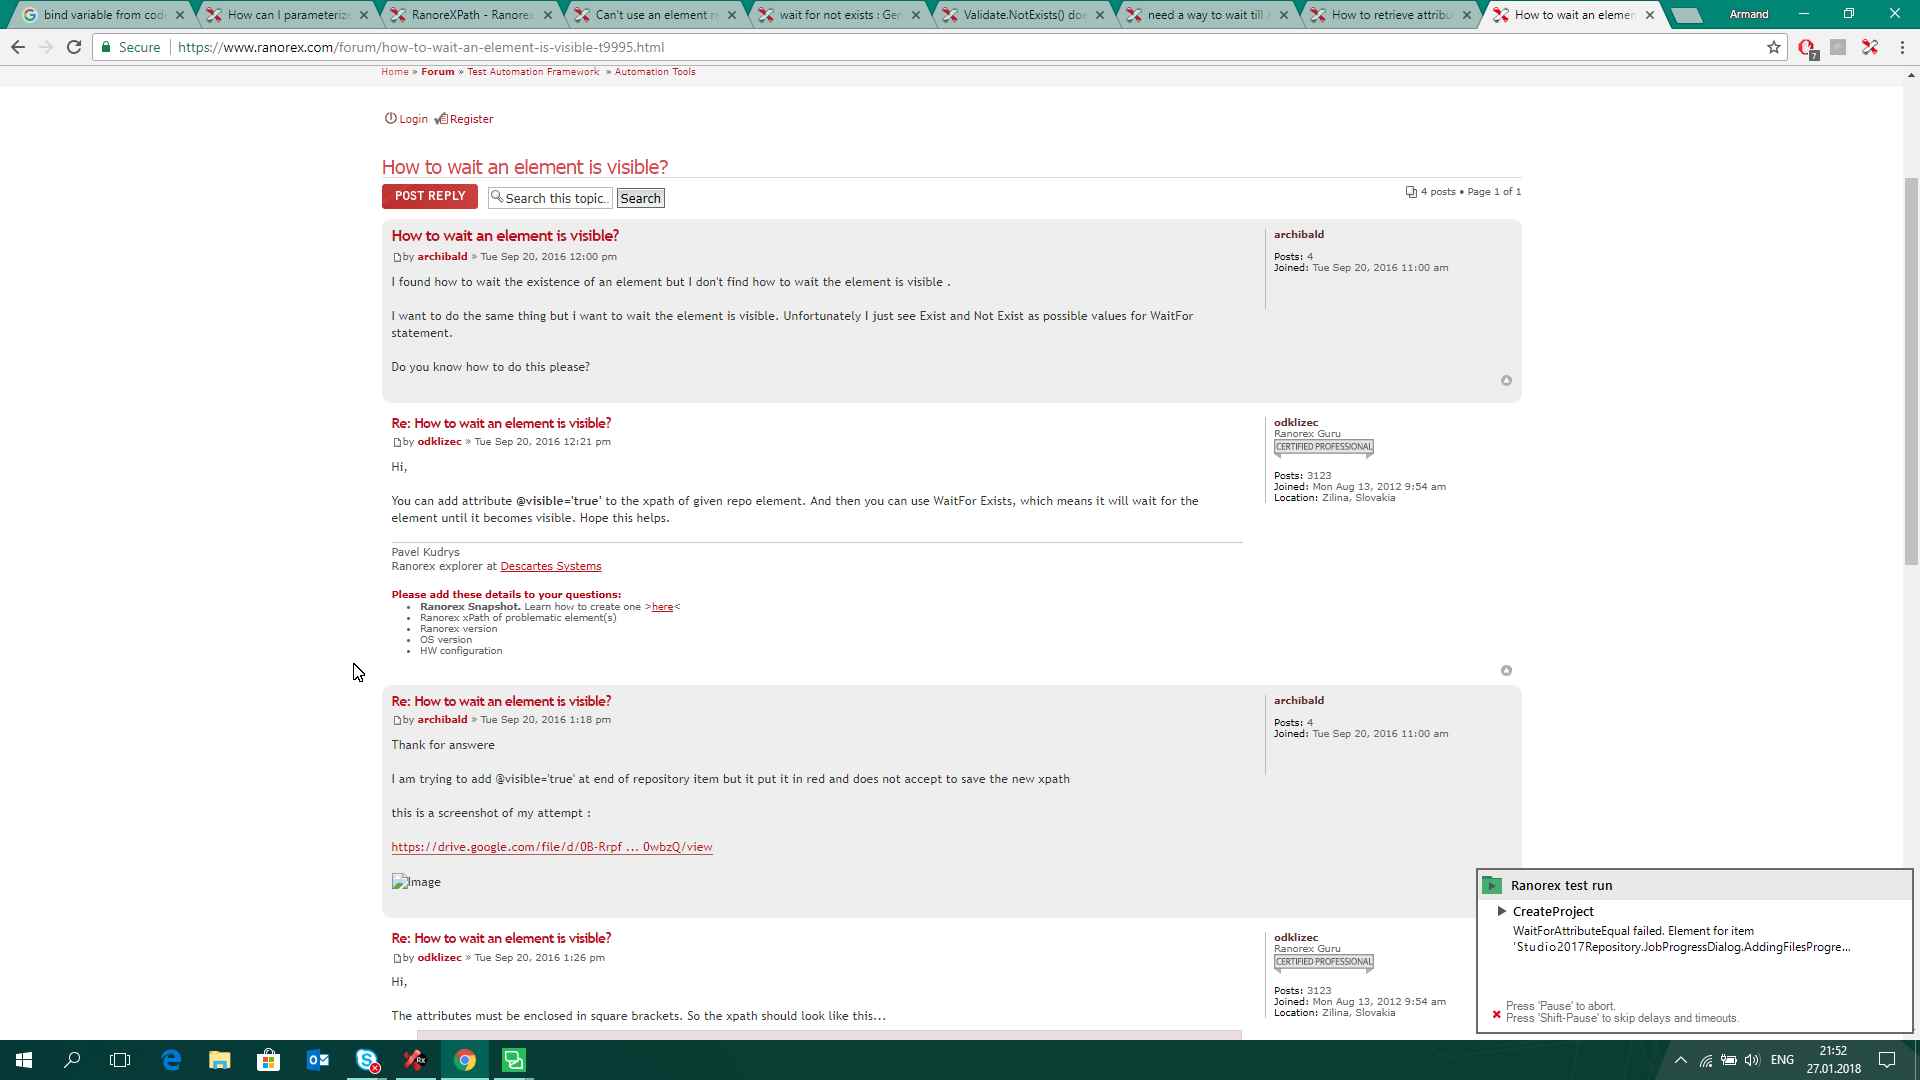 bind variable from cod
How can I parameteriz
RanoreXPath - Ranorex
Can't use an element r
wait for not exists : Gen
Validate.NotExists() do
need a way to wait till
How to retrieve attribu
How to wait an elemen
Armand
Secure
https://www.ranorex.com/forum/how-to-wait-an-element-is-visible-t9995.html
7
Home » Forum » Test Automation Framework » Automation Tools
Login Register
How to wait an element is visible?
POST REPLY
Search this topic..
Search
4 posts • Page 1 of 1
How to wait an element is visible?
by archibald » Tue Sep 20, 2016 12:00 pm
I found how to wait the existence of an element but I don't find how to wait the element is visible .
I want to do the same thing but i want to wait the element is visible. Unfortunately I just see Exist and Not Exist as possible values for WaitFor
statement.
Do you know how to do this please?
archibald
Posts: 4
Joined: Tue Sep 20, 2016 11:00 am
Re: How to wait an element is visible?
by odklizec » Tue Sep 20, 2016 12:21 pm
Hi,
You can add attribute @visible='true' to the xpath of given repo element. And then you can use WaitFor Exists, which means it will wait for the
element until it becomes visible. Hope this helps.
Pavel Kudrys
Ranorex explorer at Descartes Systems
Please add these details to your questions:
• Ranorex Snapshot. Learn how to create one >here<
• Ranorex xPath of problematic element(s)
• Ranorex version
• OS version
• HW configuration
odklizec
Ranorex Guru
CERTIFIED PROFESSIONAL
Posts: 3123
Joined: Mon Aug 13, 2012 9:54 am
Location: Zilina, Slovakia
Re: How to wait an element is visible?
by archibald » Tue Sep 20, 2016 1:18 pm
Thank for answere
I am trying to add @visible='true' at end of repository item but it put it in red and does not accept to save the new xpath
this is a screenshot of my attempt :
https://drive.google.com/file/d/0B-Rrpf ... 0wbzQ/view
Image
archibald
Posts: 4
Joined: Tue Sep 20, 2016 11:00 am
Re: How to wait an element is visible?
by odklizec » Tue Sep 20, 2016 1:26 pm
Hi,
The attributes must be enclosed in square brackets. So the xpath should look like this...
odklizec
Ranorex Guru
CERTIFIED PROFESSIONAL
Posts: 3123
Joined: Mon Aug 13, 2012 9:54 am
Location: Zilina, Slovakia
Ranorex test run
CreateProject
WaitForAttributeEqual failed. Element for item
'Studio2017Repository.JobProgressDialog.AddingFilesProgre...
Press 'Pause' to abort.
Press 'Shift-Pause' to skip delays and timeouts.
ENG
21:52
27.01.2018